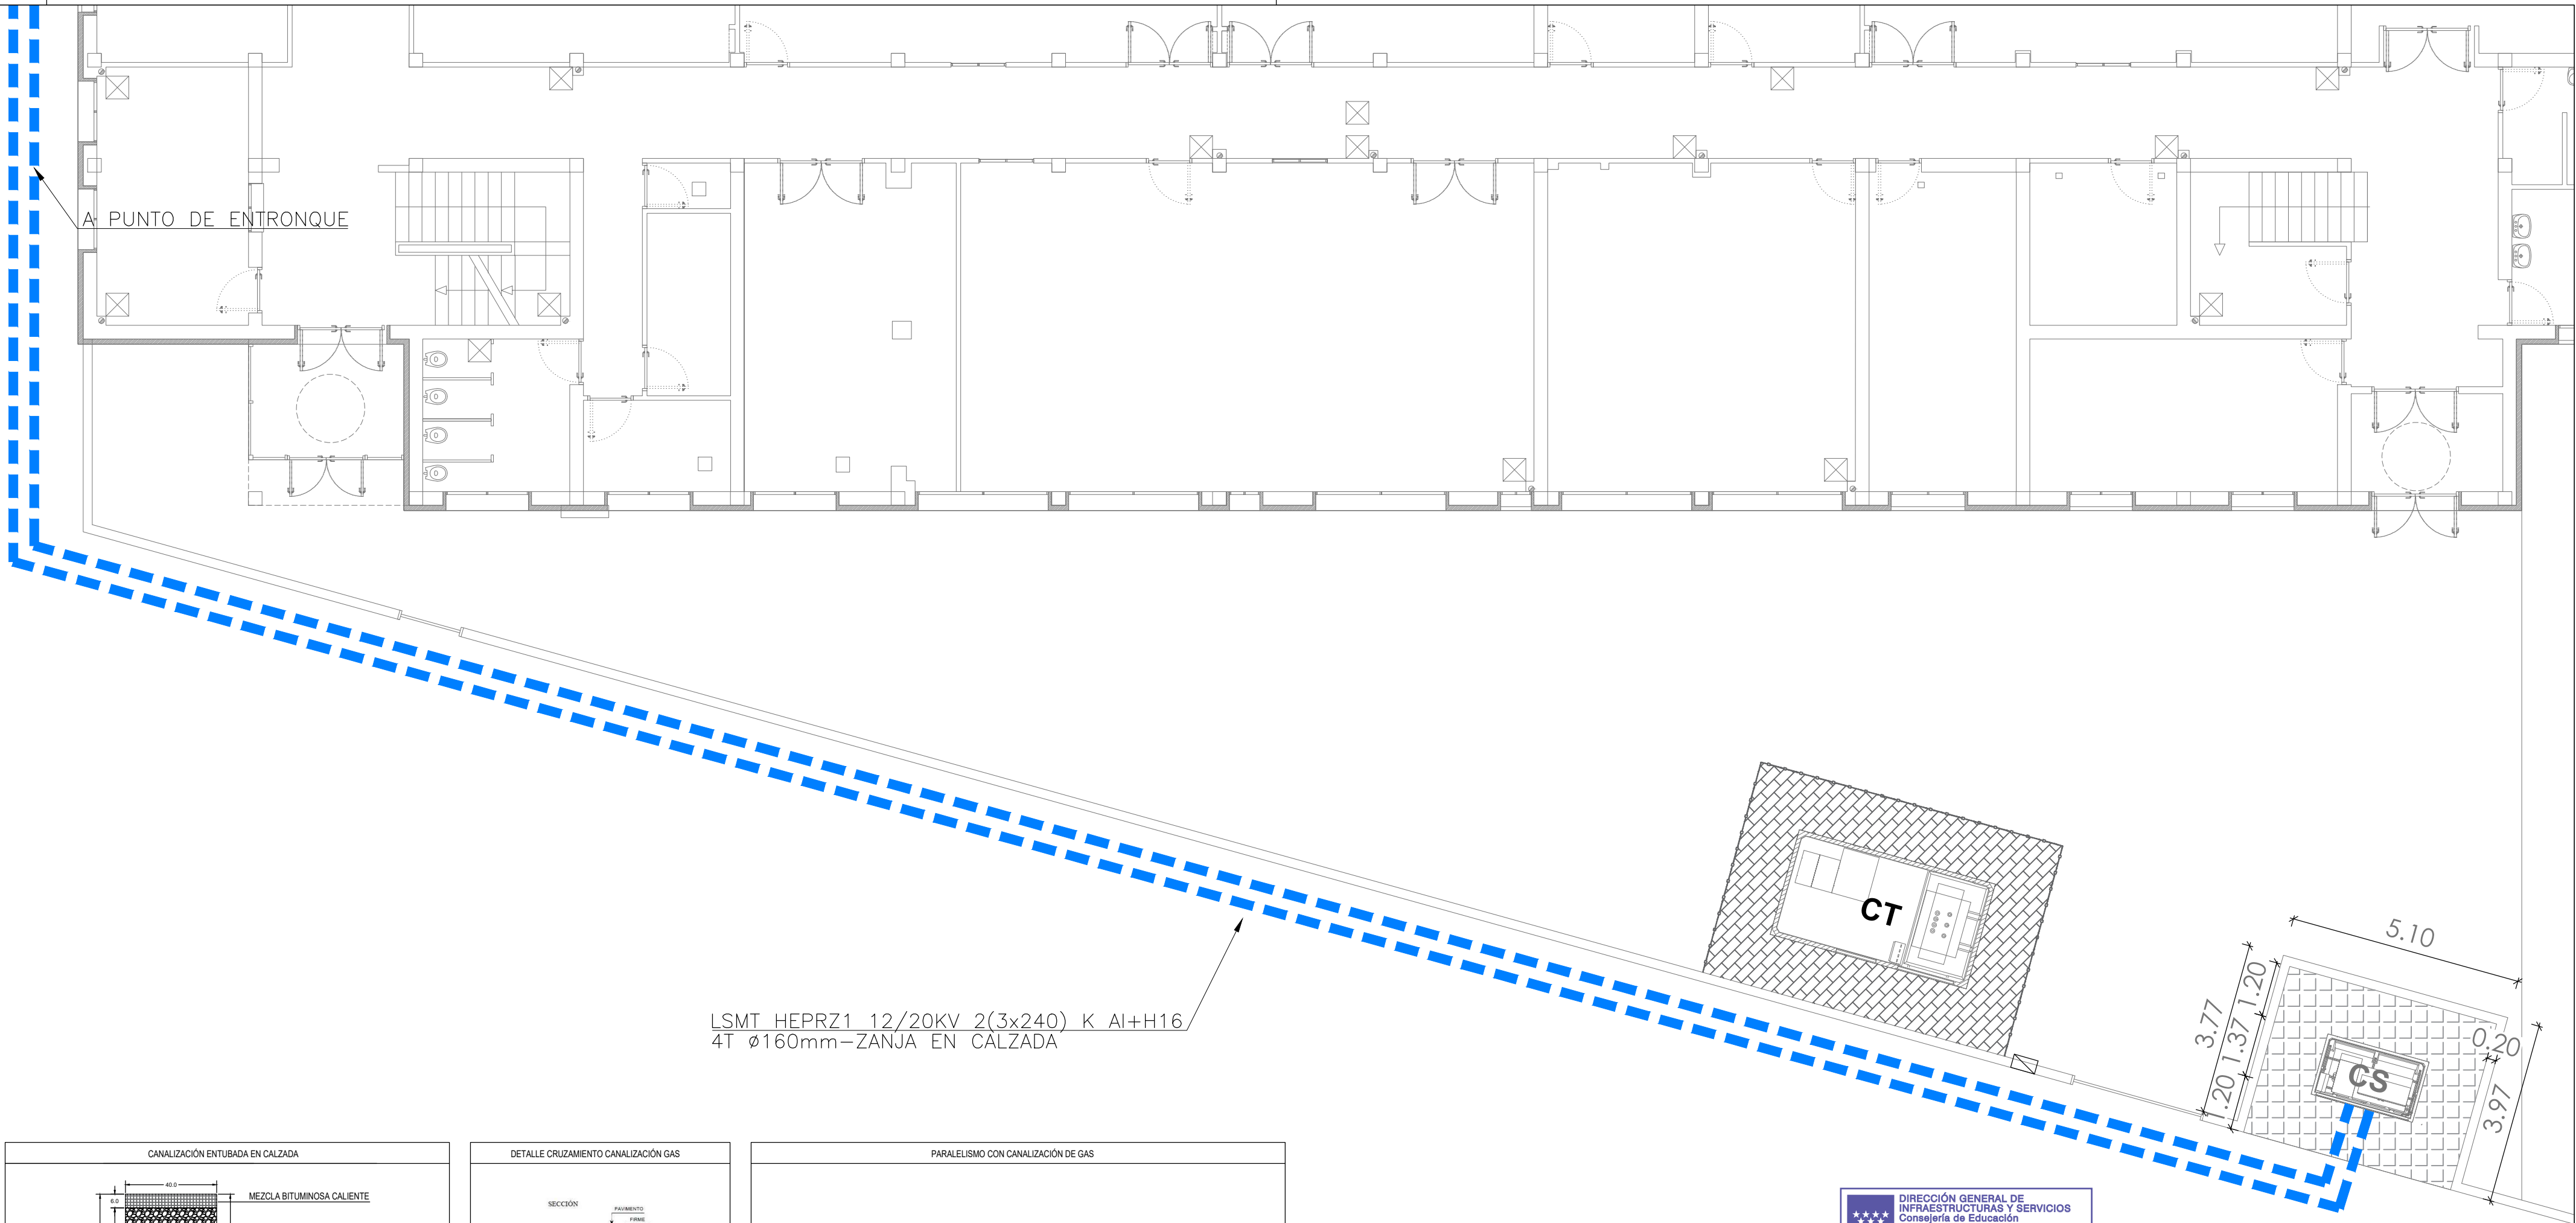 A PUNTO DE ENTRONQUE
CT
5.10
3.77
1.20
1.37
1.20
0.20
CS
3.97
LSMT HEPRZ1 12/20KV 2(3x240) K Al+H16
4T Ø160mm-ZANJA EN CALZADA
CANALIZACIÓN ENTUBADA EN CALZADA
40.0
6.0
MEZCLA BITUMINOSA CALIENTE
DETALLE CRUZAMIENTO CANALIZACIÓN GAS
SECCIÓN
PAVIMENTO
FIRME
PARALELISMO CON CANALIZACIÓN DE GAS
DIRECCIÓN GENERAL DE
INFRAESTRUCTURAS Y SERVICIOS
Consejería de Educación